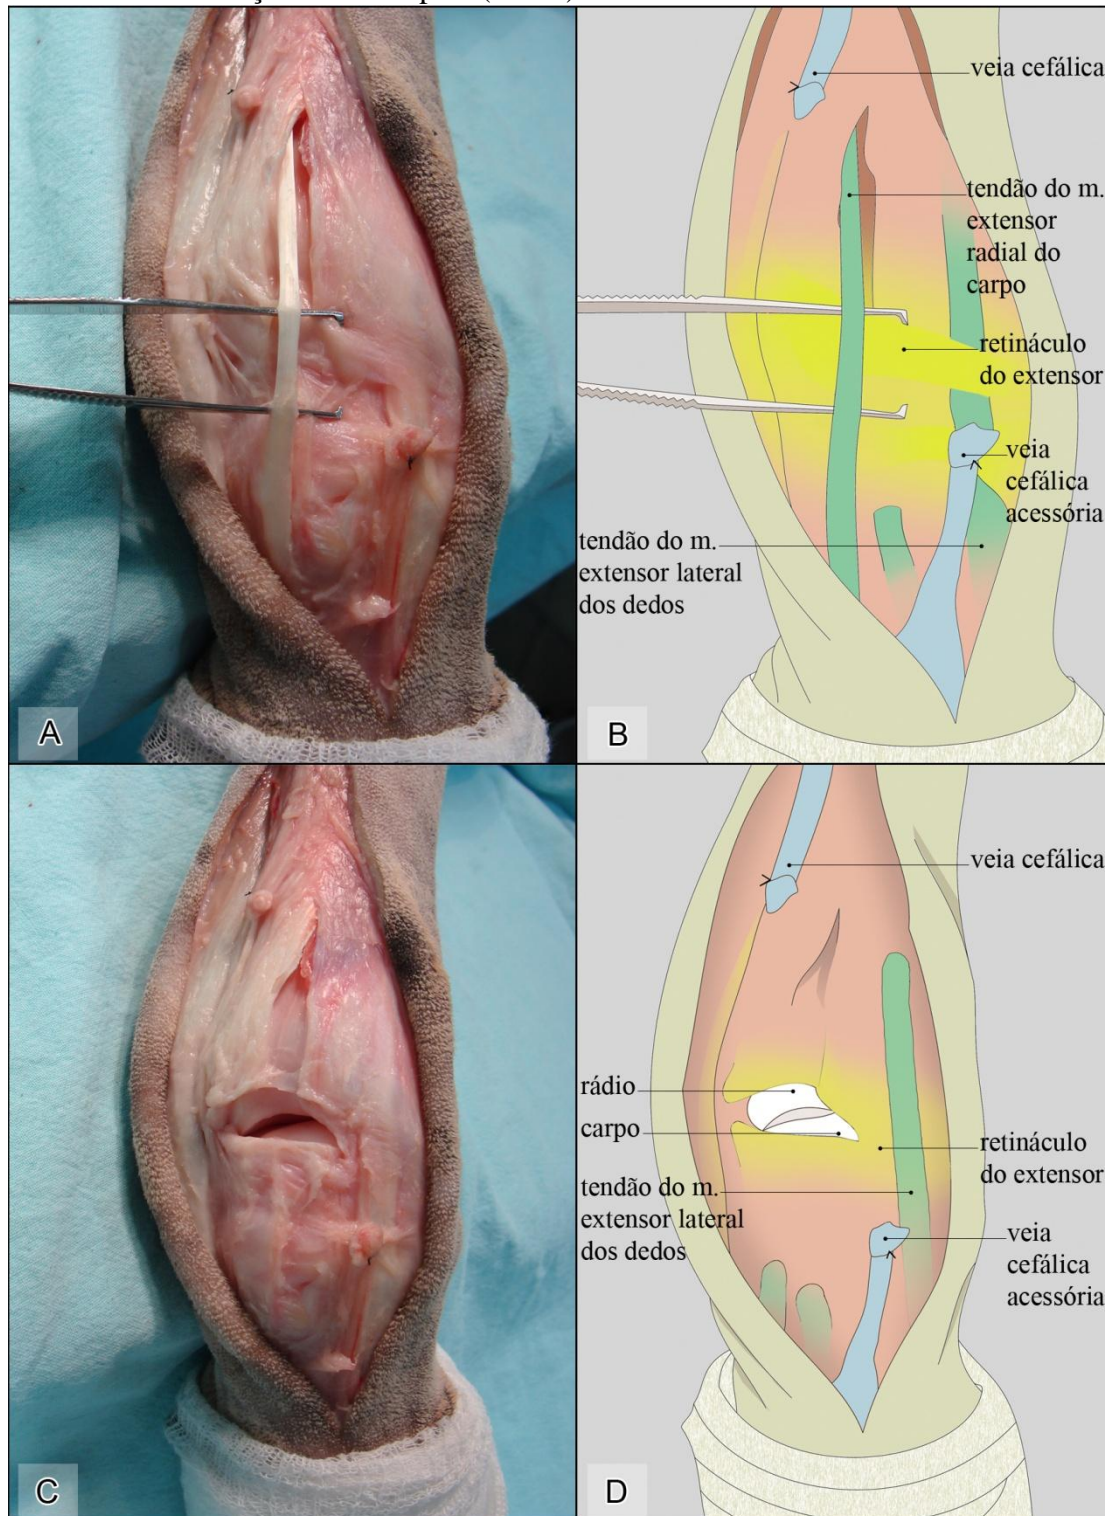 veia cefálica
tendão do m.
extensor
radial do
carpo
retináculo
do extensor
veia
cefálica
acessória
tendão do m.
extensor lateral
dos dedos
A
B
veia cefálica
rádio
carpo
retináculo
do extensor
tendão do m.
extensor lateral
dos dedos
veia
cefálica
acessória
C
D